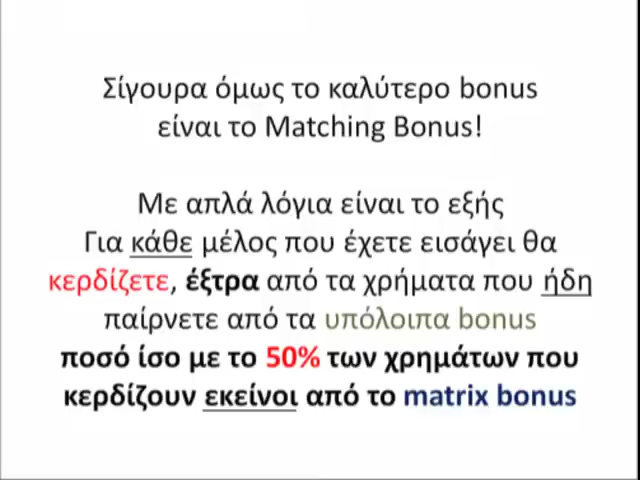 Σίγουρα όμως το καλύτερο bonus
είναι το Matching Bonus!
Με απλά λόγια είναι το εξής
Για κάθε μέλος που έχετε εισάγει θα
κερδίζετε, έξτρα από τα χρήματα που ήδη
παίρνετε από τα υπόλοιπα bonus
ποσό ίσο με το 50% των χρημάτων που
κερδίζουν εκείνοι από το matrix bonus